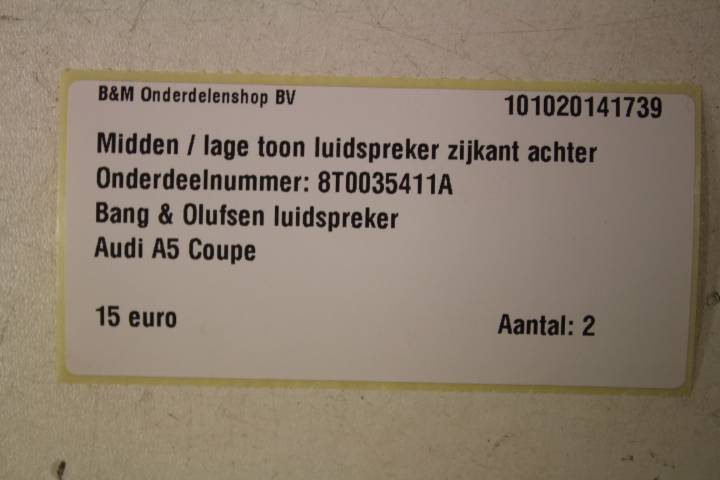 B&M Onderdelenshop BV
101020141739
Midden / lage toon luidspreker zijkant achter
Onderdeelnummer: 8T0035411A
Bang & Olufsen luidspreker
Audi A5 Coupe
15 euro
Aantal: 2